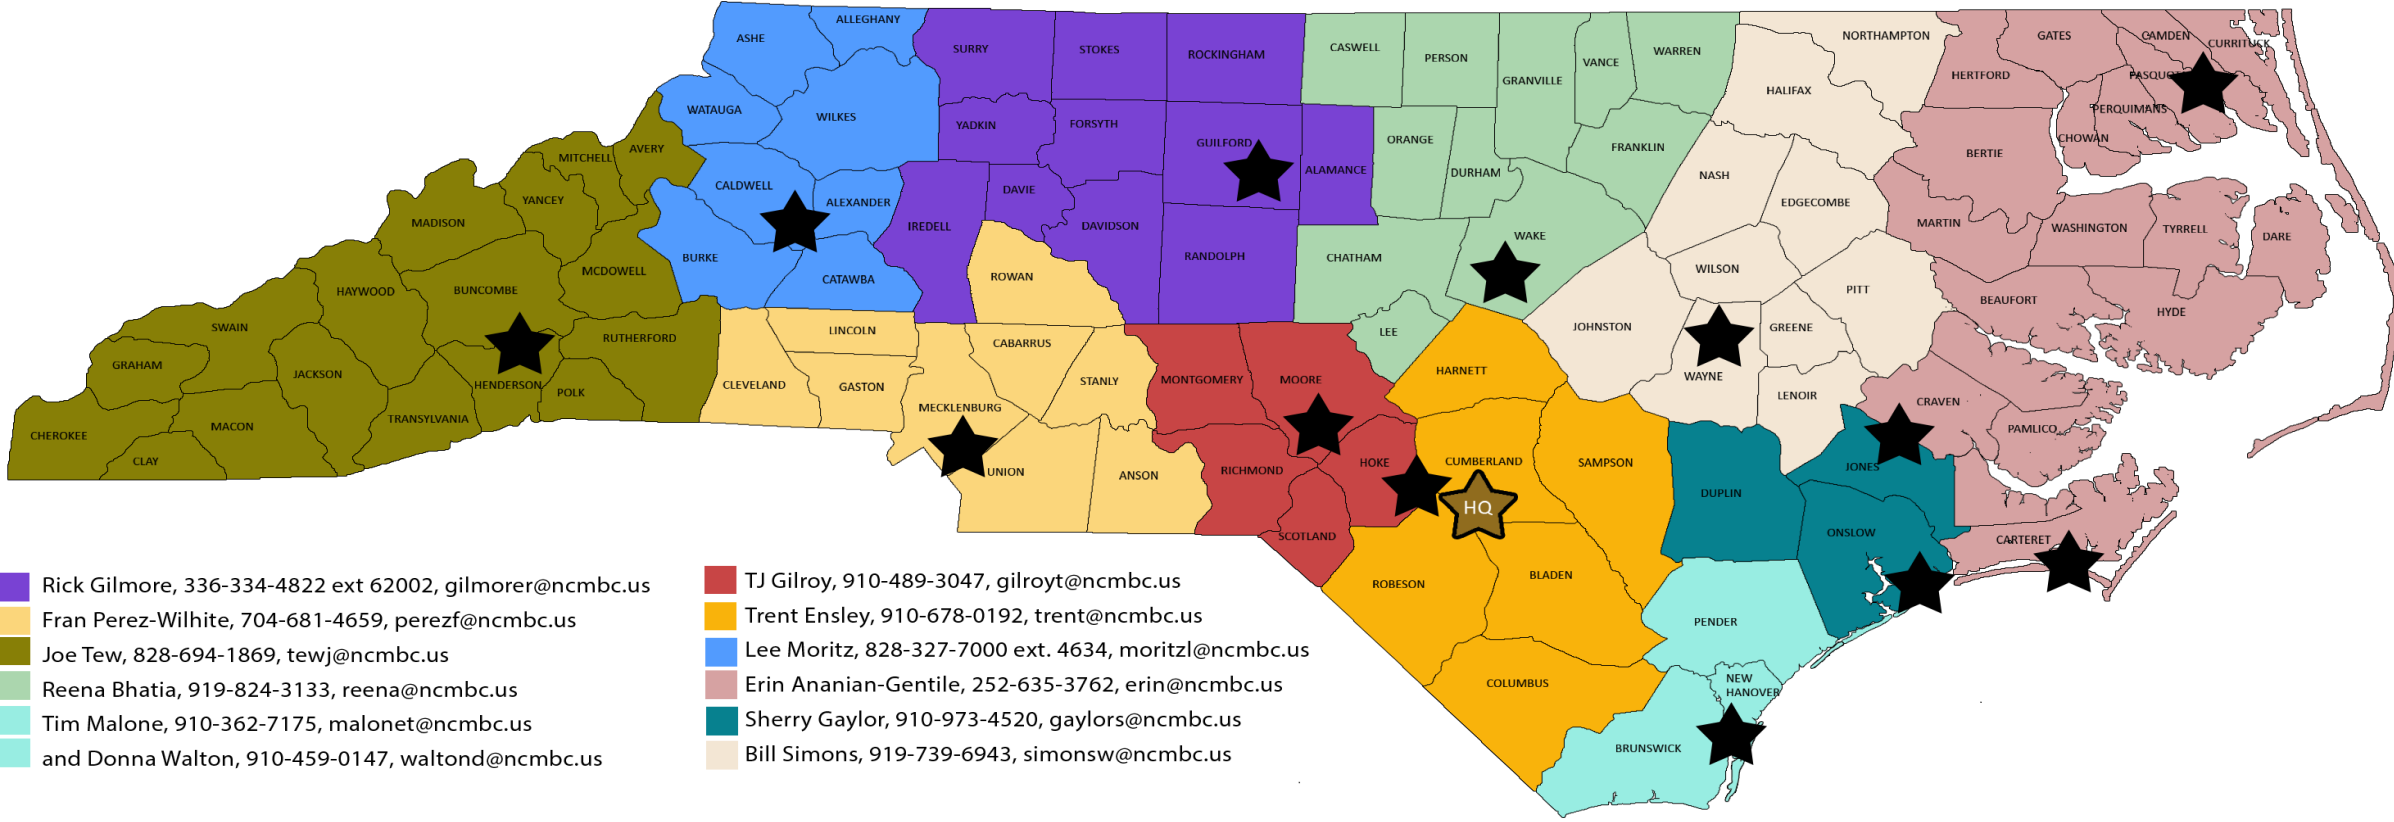 ALLEGHANY
ASHE
SURRY
STOKES
ROCKINGHAM
CASWELL
PERSON
GRANVILLE
VANCE
WARREN
NORTHAMPTON
HALIFAX
HERTFORD
GATES
CAMDEN
CURRITUCK
PERQUIMANS
CHOWAN
BERTIE
WATAUGA
WILKES
YADKIN
FORSYTH
GUILFORD
ALAMANCE
ORANGE
DURHAM
FRANKLIN
NASH
EDGECOMBE
MARTIN
WASHINGTON
TYRRELL
DARE
MITCHELL
AVERY
YANCEY
MADISON
CALDWELL
ALEXANDER
IREDELL
DAVIE
DAVIDSON
RANDOLPH
CHATHAM
WAKE
WILSON
PITT
BEAUFORT
HYDE
BURKE
CATAWBA
ROWAN
MCDOWELL
BUNCOMBE
HAYWOOD
SWAIN
GRAHAM
JACKSON
CHEROKEE
CLAY
MACON
TRANSYLVANIA
HENDERSON
POLK
RUTHERFORD
CLEVELAND
LINCOLN
GASTON
MECKLENBURG
CABARRUS
STANLY
UNION
ANSON
MONTGOMERY
MOORE
LEE
RICHMOND
HOKE
SCOTLAND
HARNETT
JOHNSTON
WAYNE
GREENE
LENOIR
CRAVEN
PAMLICO
JONES
CUMBERLAND
HQ
SAMPSON
DUPLIN
ONSLOW
CARTERET
ROBESON
BLADEN
COLUMBUS
PENDER
NEW
HANOVER
BRUNSWICK
Rick Gilmore, 336-334-4822 ext 62002, gilmorer@ncmbc.us
Fran Perez-Wilhite, 704-681-4659, perezf@ncmbc.us
Joe Tew, 828-694-1869, tewj@ncmbc.us
Reena Bhatia, 919-824-3133, reena@ncmbc.us
Tim Malone, 910-362-7175, malonet@ncmbc.us
and Donna Walton, 910-459-0147, waltond@ncmbc.us
TJ Gilroy, 910-489-3047, gilroyt@ncmbc.us
Trent Ensley, 910-678-0192, trent@ncmbc.us
Lee Moritz, 828-327-7000 ext. 4634, moritzl@ncmbc.us
Erin Ananian-Gentile, 252-635-3762, erin@ncmbc.us
Sherry Gaylor, 910-973-4520, gaylors@ncmbc.us
Bill Simons, 919-739-6943, simonsw@ncmbc.us